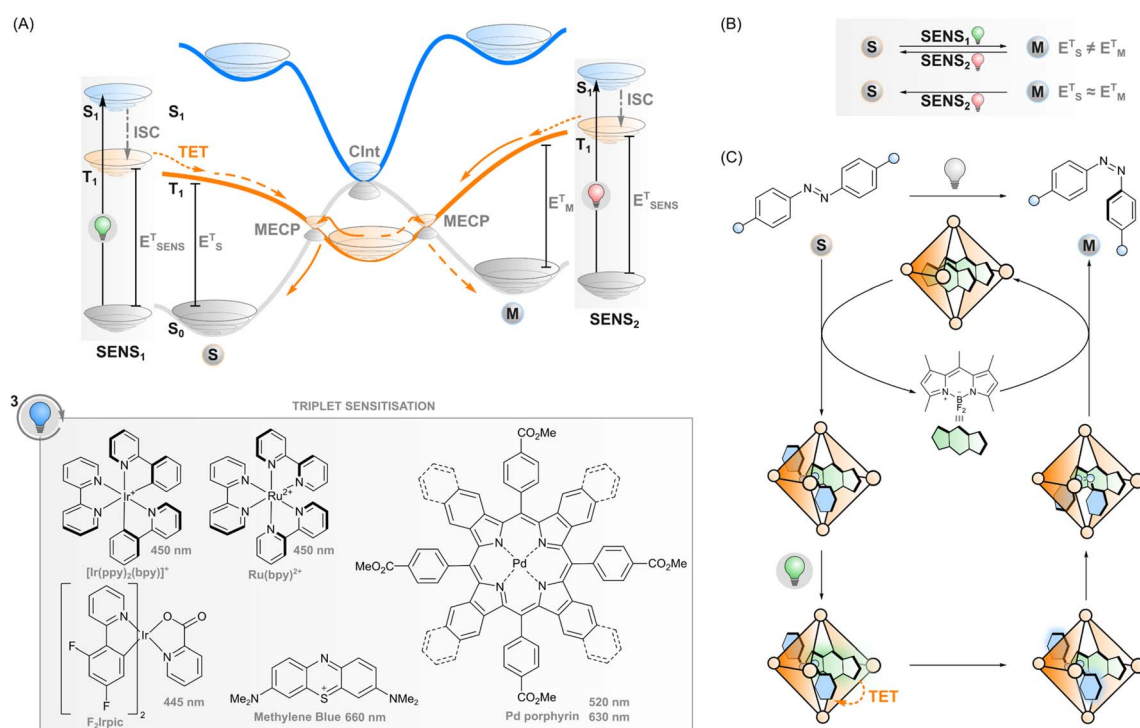 (A)
S1
ISC
S1
TET
T1
T1
MECP
CInt
MECP
E^T_SENS
E^T_S
E^T_M
S1
ISC
T1
E^T_SENS
S0
SENS1
S
M
SENS2
(B)
S
SENS1
SENS2
M
E^T_S ≠ E^T_M
S
SENS2
M
E^T_S ≈ E^T_M
(C)
N
N
N
N
S
M
N
N
B
F2
TET
3
TRIPLET SENSITISATION
N
N
Ir+
N
N
450 nm
[Ir(ppy)2(bpy)]+
N
N
N
Ru2+
N
N
N
450 nm
Ru(bpy)2+
N
F
F
Ir
O
O
N
2
445 nm
F2Irpic
N
Me2N
S
+
NMe2
Methylene Blue 660 nm
CO2Me
N
N
Pd
N
N
MeO2C
CO2Me
CO2Me
520 nm
630 nm
Pd porphyrin